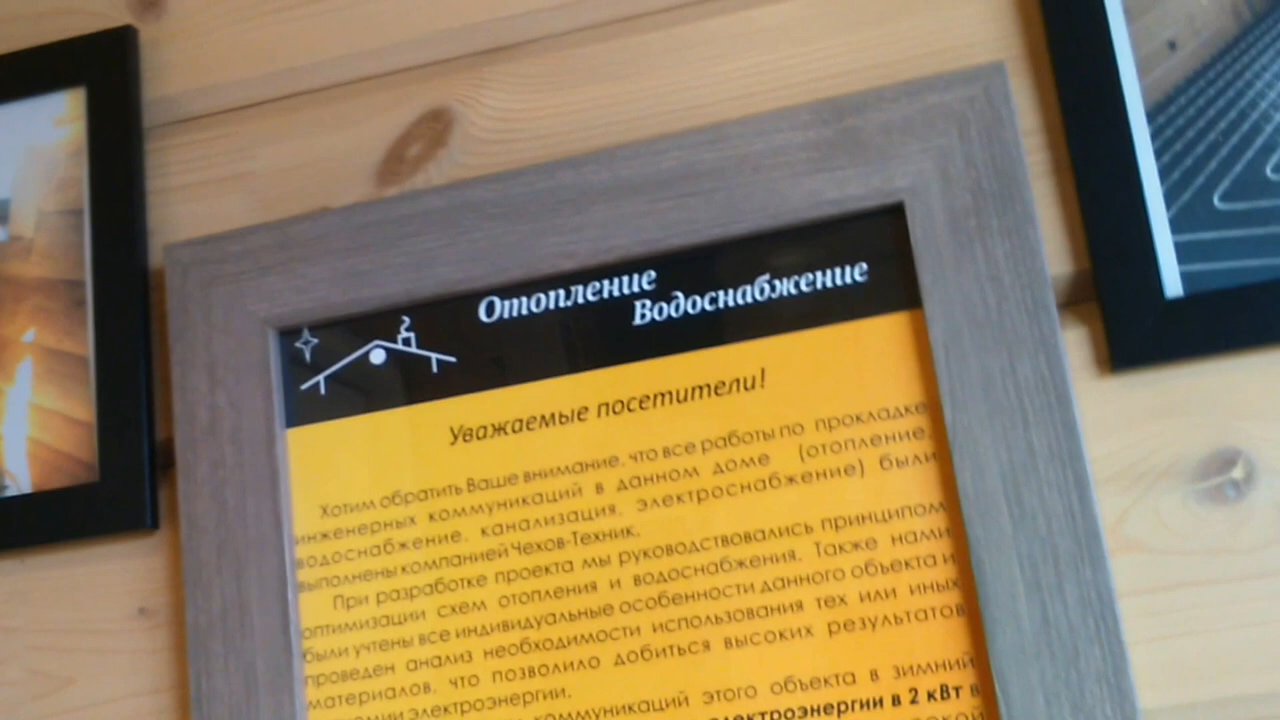 Отопление
Водоснабжение
Уважаемые посетители!
Хотим обратить Ваше внимание, что все работы по прокладке
инженерных коммуникаций в данном доме (отопление,
водоснабжение, канализация, электроснабжение) были
выполнены компанией Чехов-Техник.
При разработке проекта мы руководствовались принципом
оптимизации схем отопления и водоснабжения. Также нами
были учтены все индивидуальные особенности данного объекта и
проведен анализ необходимости использования тех или иных
материалов, что позволило добиться высоких результатов
электроэнергии.
коммуникаций этого объекта в зимний
электроэнергии в 2 кВт в